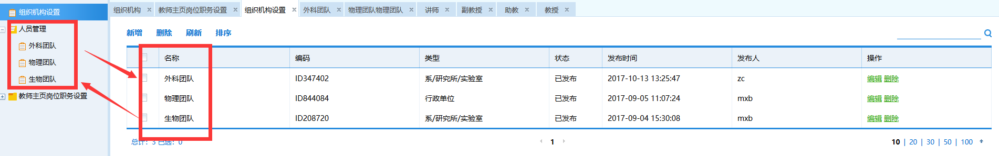 组织机构设置
人员管理
外科团队
物理团队
生物团队
教师主页岗位职务设置
组织机构 x 教师主页岗位职务设置 x 组织机构设置 x 外科团队 x 物理团队物理团队 x 讲师 x 副教授 x 助教 x 教授 x
新增 删除 刷新 排序
名称 编码 类型 状态 发布时间 发布人 操作
外科团队 ID347402 系/研究所/实验室 已发布 2017-10-13 13:25:47 zc 编辑 删除
物理团队 ID844084 行政单位 已发布 2017-09-05 11:07:24 mxb 编辑 删除
生物团队 ID208720 系/研究所/实验室 已发布 2017-09-04 15:30:08 mxb 编辑 删除
总计：3 已选：0 1 10 | 20 | 30 | 50 | 100